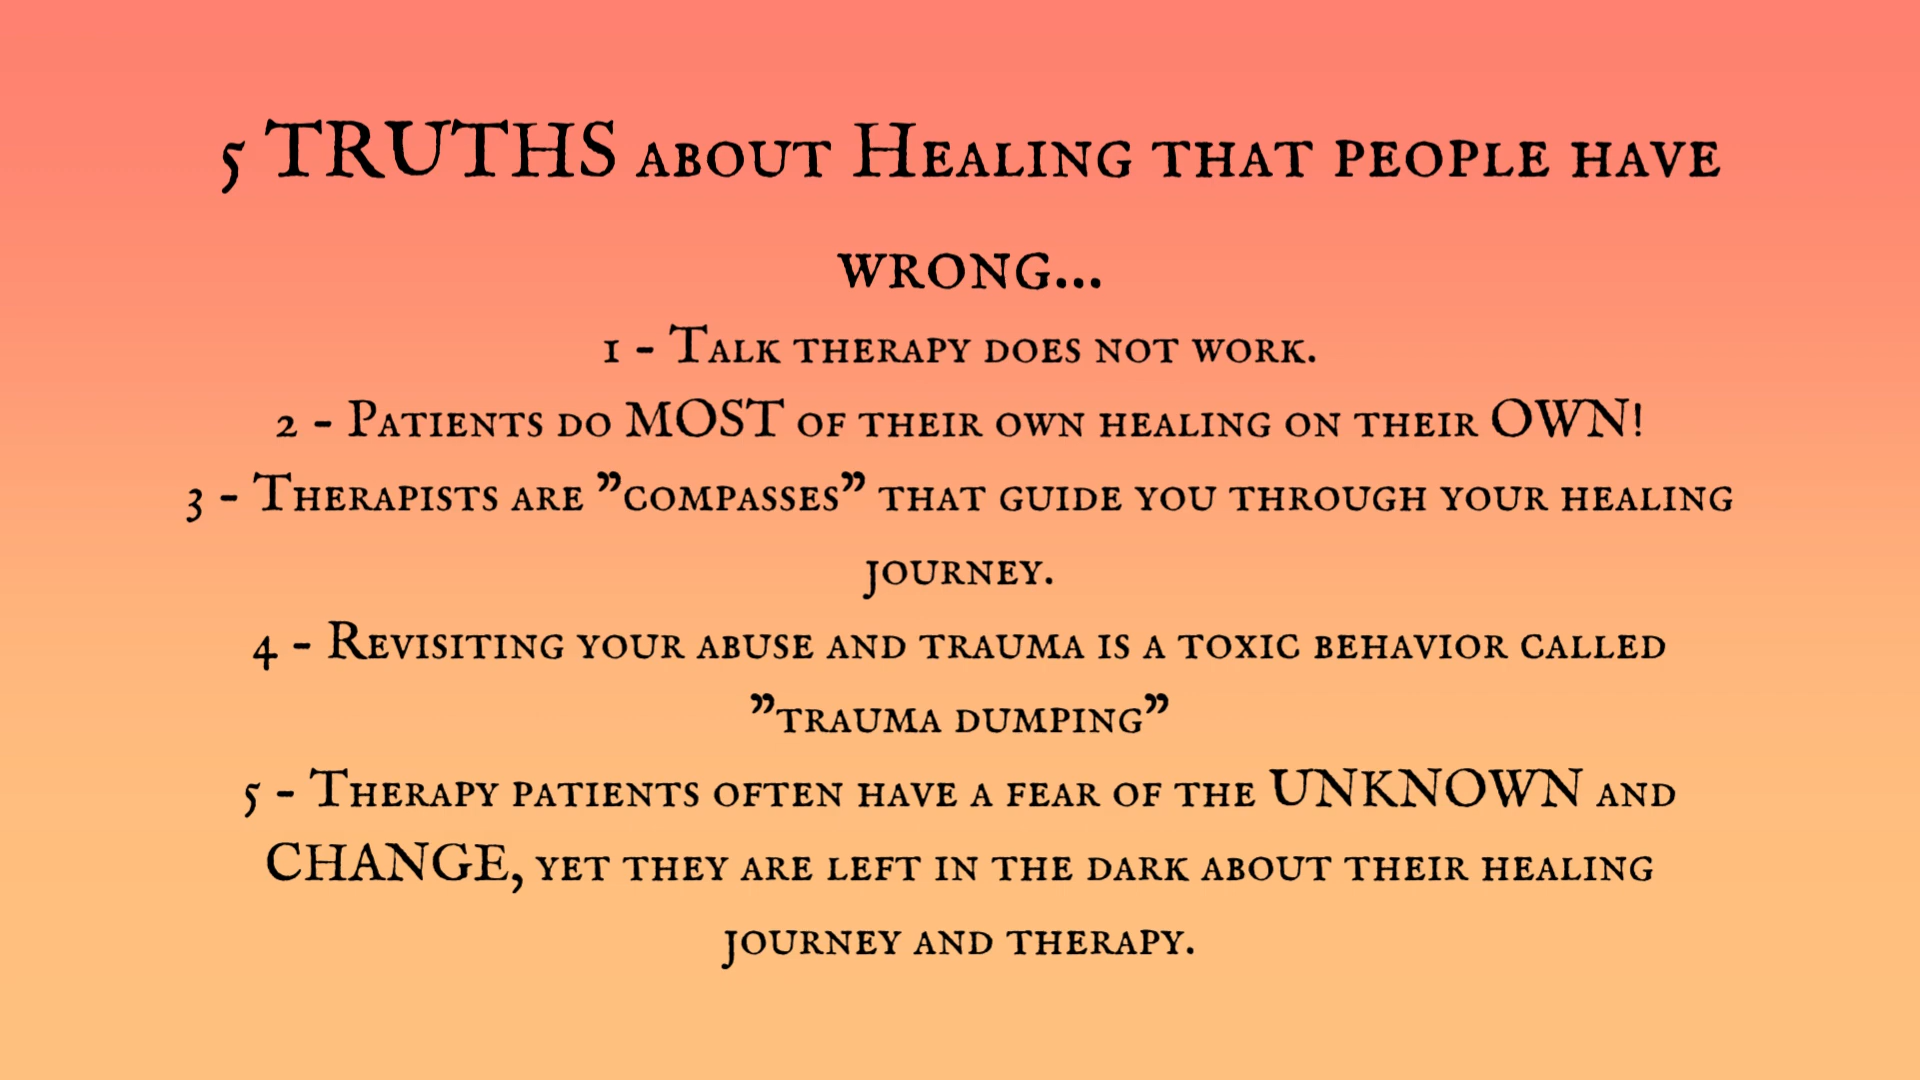 5 TRUTHS about Healing that people have
wrong...
1 - Talk therapy does not work.
2 - Patients do MOST of their own healing on their OWN!
3 - Therapists are ”compasses” that guide you through your healing
journey.
4 - Revisiting your abuse and trauma is a toxic behavior called
”trauma dumping”
5 - Therapy patients often have a fear of the UNKNOWN and
CHANGE, yet they are left in the dark about their healing
journey and therapy.